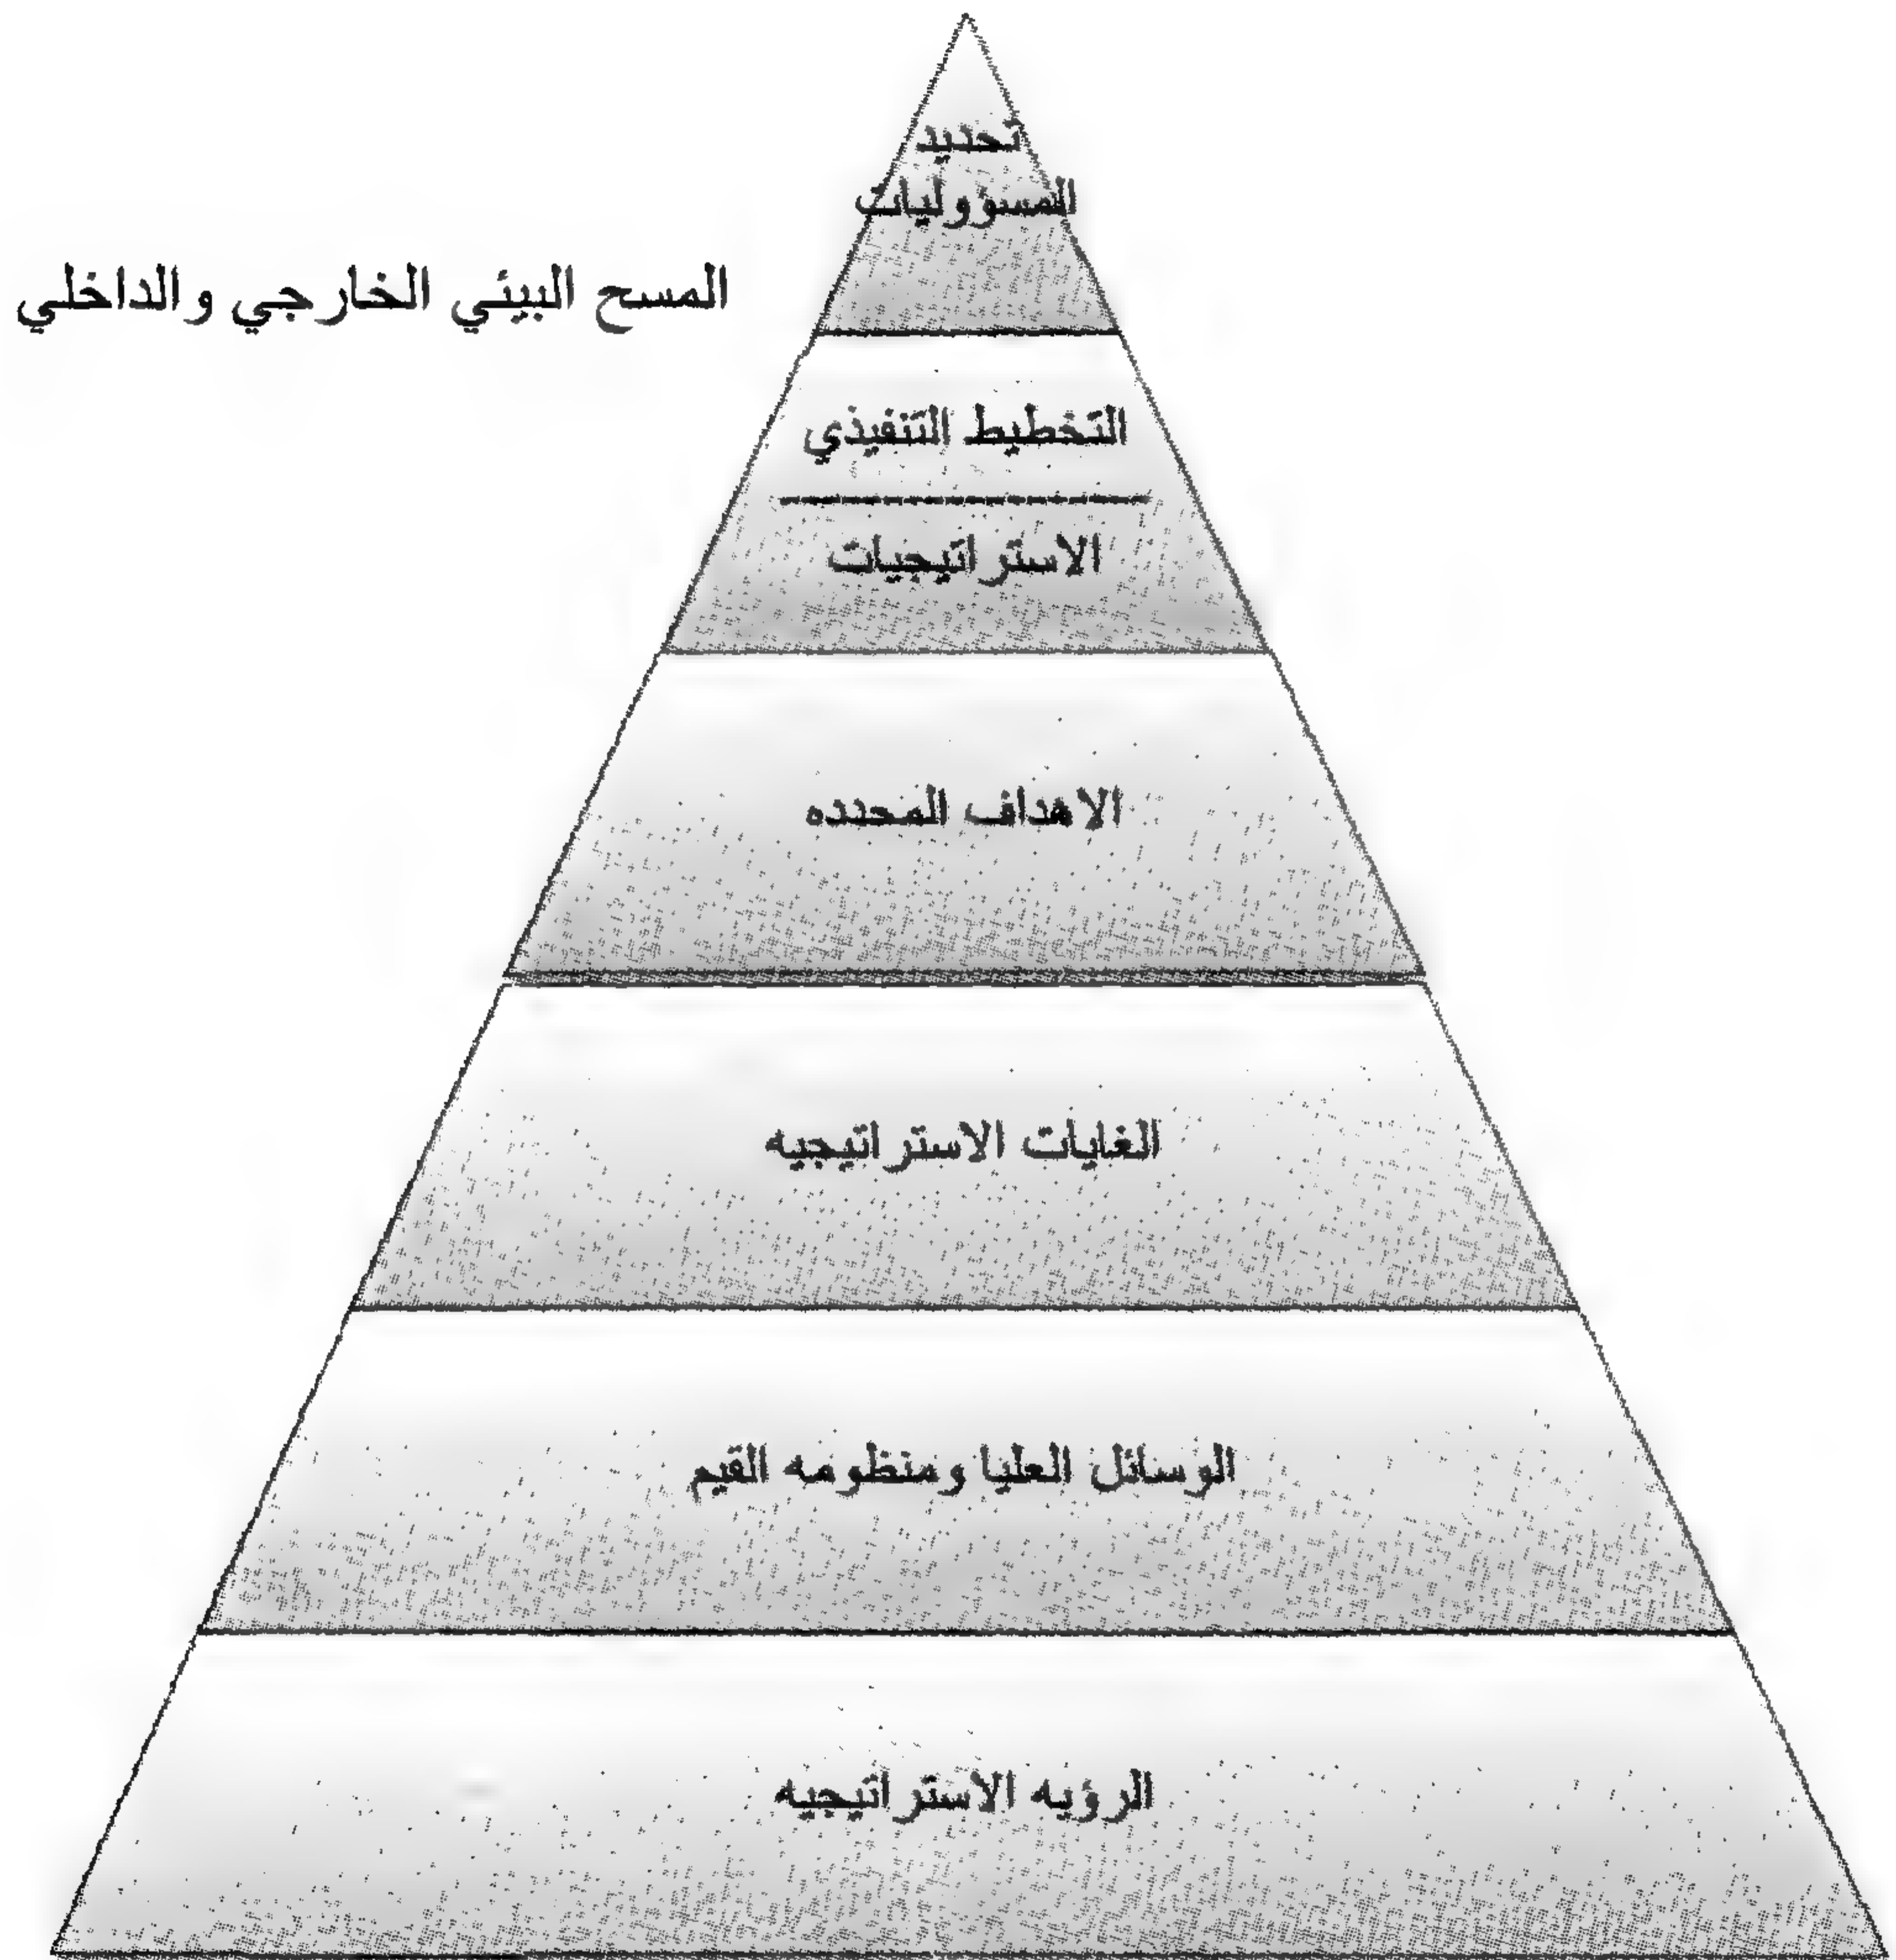 تحديد
المسؤوليات
المسح البيئي الخارجي والداخلي
التخطيط التنفيذي
الاستراتيجيات
الاهداف المحدده
الغايات الاستراتيجيه
الوسائل العليا ومنظومه القيم
الرؤيه الاستراتيجيه